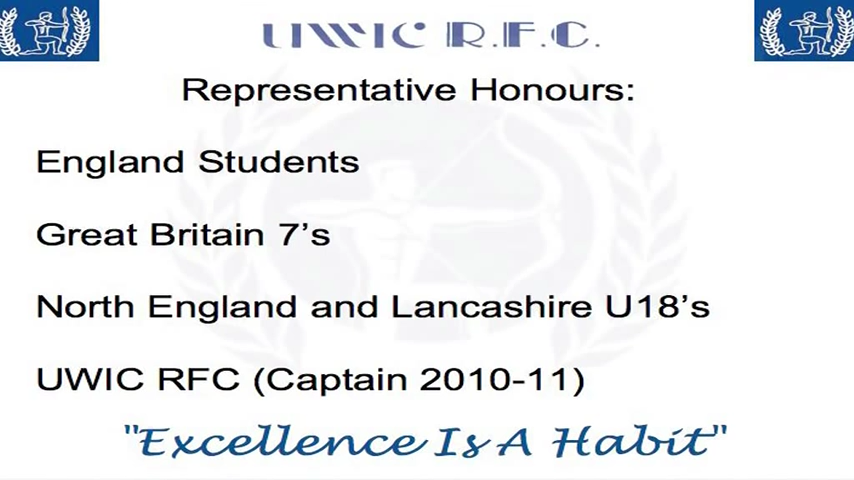 UWIC R.F.C.
Representative Honours:
England Students
Great Britain 7’s
North England and Lancashire U18’s
UWIC RFC (Captain 2010-11)
"Excellence Is A Habit"